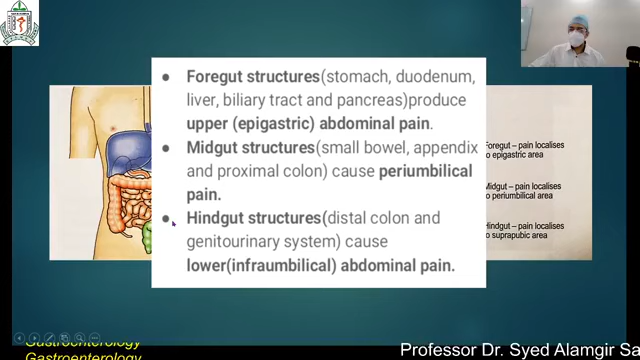 ● Foregut structures(stomach, duodenum,
liver, biliary tract and pancreas)produce
upper (epigastric) abdominal pain.
● Midgut structures(small bowel, appendix
and proximal colon) cause periumbilical
pain.
● Hindgut structures(distal colon and
genitourinary system) cause
lower(infraumbilical) abdominal pain.
Foregut – pain localises
o epigastric area
Midgut – pain localises
o periumbilical area
Hindgut – pain localises
o suprapubic area
Gastroenterology
Gastroenterology
Professor Dr. Syed Alamgir Sa